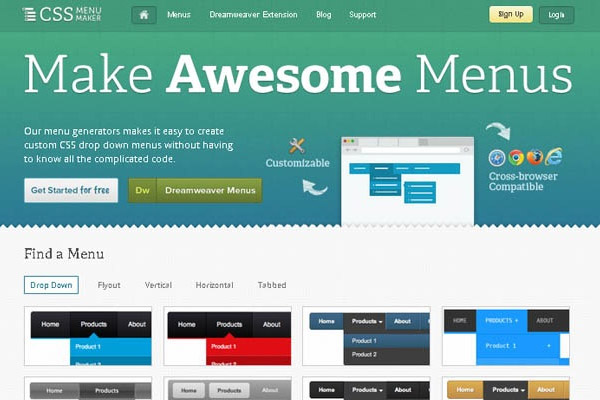 CSS MENU MAKER
Menus Dreamweaver Extension Blog Support Sign Up Login
Make Awesome Menus
Our menu generators makes it easy to create
custom CSS drop down menus without having
to know all the complicated code.
Customizable
Cross-browser
Compatible
Get Started for free
Dw Dreamweaver Menus
Find a Menu
Drop Down Flyout Vertical Horizontal Tabbed
Home Products About
Product 1
Home Products About
Product 1
Product 2
Home Products About
Product 1
Product 2
HOME PRODUCTS + ABOUT
Product 1 +
Home Products About
Home Products About
Home Products About
Home Products About